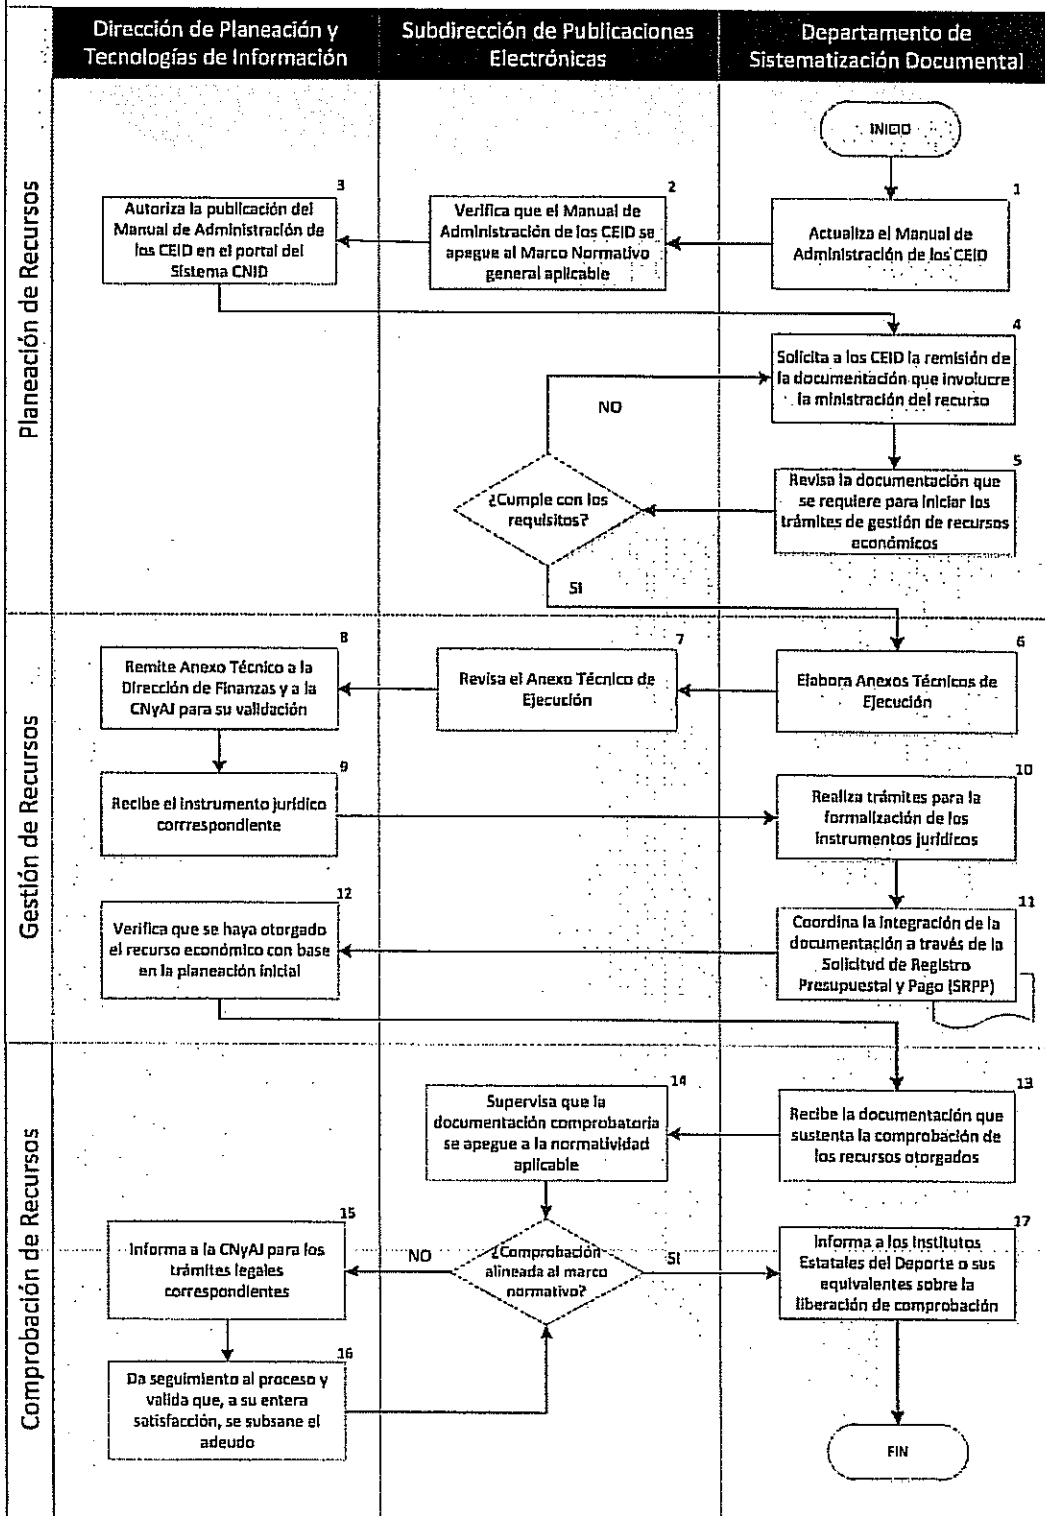 Dirección de Planeación y
Tecnologías de Información
Subdirección de Publicaciones
Electrónicas
Departamento de
Sistematización Documental
Planeación de Recursos
INICIO
1
Actualiza el Manual de
Administración de los CEID
2
Verifica que el Manual de
Administración de los CEID se
apegue al Marco Normativo
general aplicable
3
Autoriza la publicación del
Manual de Administración de
los CEID en el portal del
Sistema CNID
4
Solicita a los CEID la remisión de
la documentación que involucre
la ministración del recurso
NO
5
Revisa la documentación que
se requiere para iniciar los
trámites de gestión de recursos
económicos
¿Cumple con los
requisitos?
SI
Gestión de Recursos
6
Elabora Anexos Técnicos de
Ejecución
7
Revisa el Anexo Técnico de
Ejecución
8
Remite Anexo Técnico a la
Dirección de Finanzas y a la
CNyAJ para su validación
9
Recibe el instrumento jurídico
corrrespondiente
10
Realiza trámites para la
formalización de los
instrumentos jurídicos
11
Coordina la integración de la
documentación a través de la
Solicitud de Registro
Presupuestal y Pago (SRPP)
12
Verifica que se haya otorgado
el recurso económico con base
en la planeación inicial
Comprobación de Recursos
13
Recibe la documentación que
sustenta la comprobación de
los recursos otorgados
14
Supervisa que la
documentación comprobatoria
se apegue a la normatividad
aplicable
¿Comprobación
alineada al marco
normativo?
NO
SI
15
Informa a la CNyAJ para los
trámites legales
correspondientes
16
Da seguimiento al proceso y
valida que, a su entera
satisfacción, se subsane el
adeudo
17
Informa a los Institutos
Estatales del Deporte o sus
equivalentes sobre la
liberación de comprobación
FIN